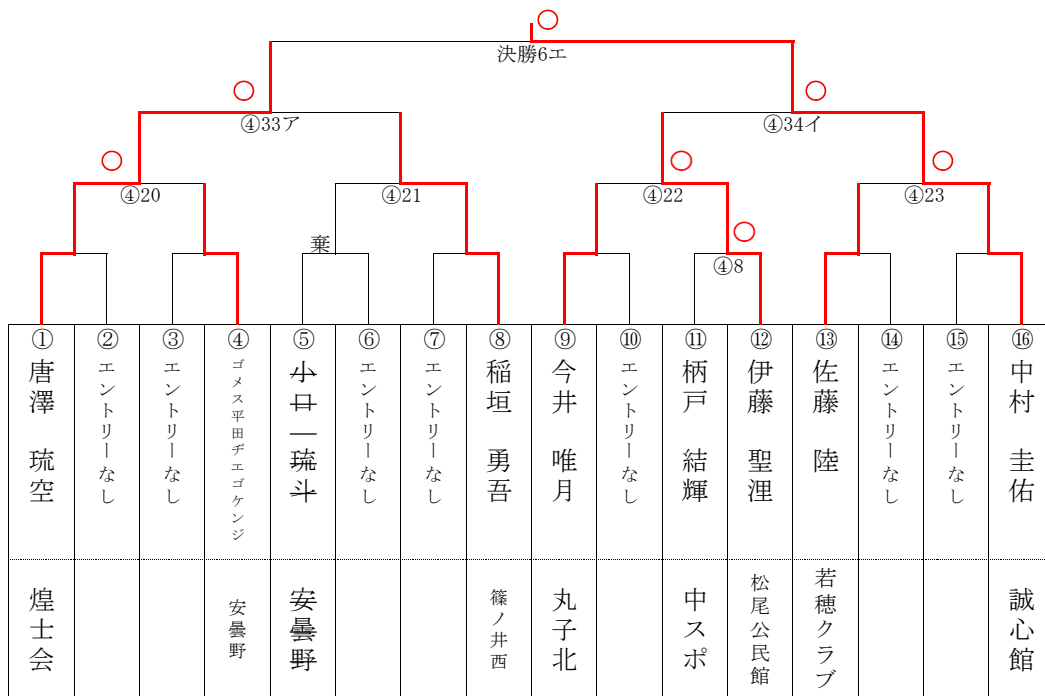 決勝6エ
④33ア
④34イ
④20
④21
④22
④23
棄
④8
①
②
③
④
⑤
⑥
⑦
⑧
⑨
⑩
⑪
⑫
⑬
⑭
⑮
⑯
唐澤 琉空
エントリーなし
エントリーなし
ゴメス平田ヂエゴケンジ
小口 琉斗
エントリーなし
エントリーなし
稲垣 勇吾
今井 唯月
エントリーなし
柄戸 結輝
伊藤 聖浬
佐藤 陸
エントリーなし
エントリーなし
中村 圭佑
煌士会
安曇野
安曇野
篠ノ井西
丸子北
中スポ
松尾公民館
若穂クラブ
誠心館